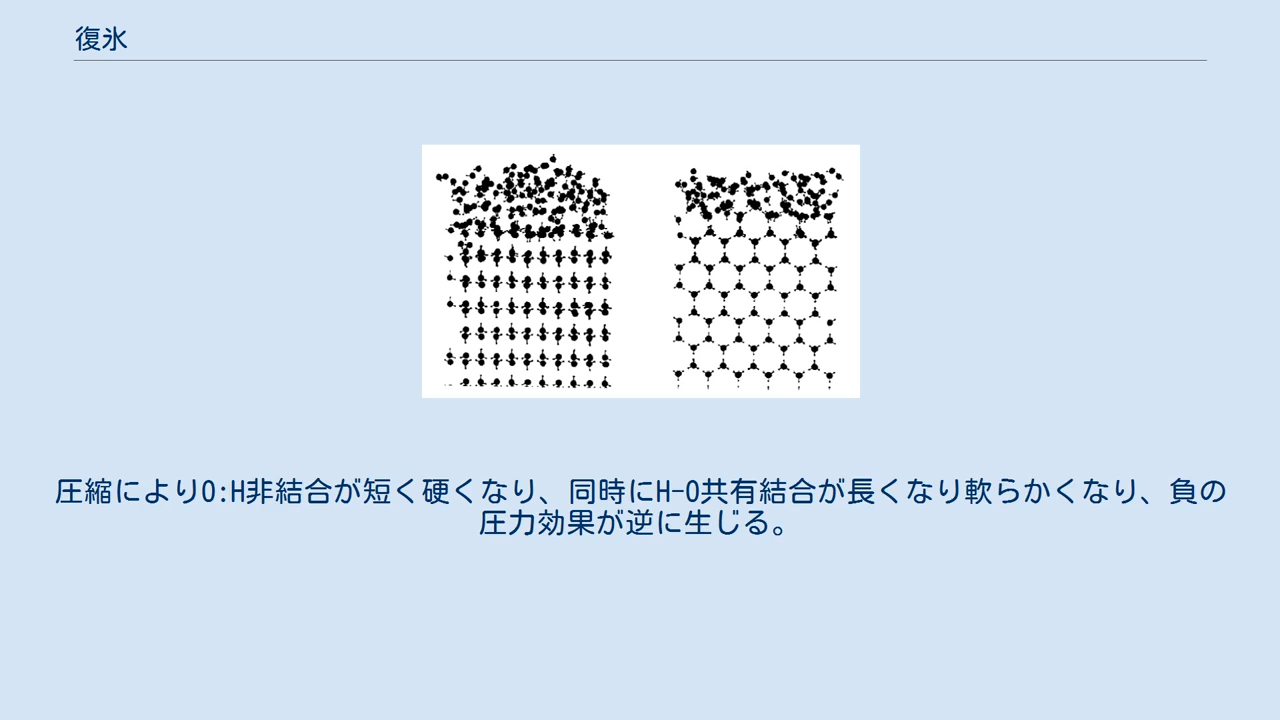 復氷
圧縮によりO:H非結合が短く硬くなり、同時にH-O共有結合が長くなり軟らかくなり、負の
圧力効果が逆に生じる。